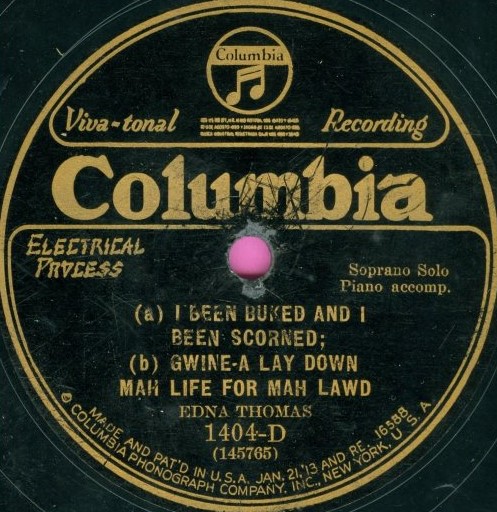 Columbia
Viva-tonal Recording
Columbia
ELECTRICAL
PROCESS
Soprano Solo
Piano accomp.
(a) I BEEN BUKED AND I
BEEN SCORNED;
(b) GWINE-A LAY DOWN
MAH LIFE FOR MAH LAWD
EDNA THOMAS
1404-D
(145765)
MADE AND PAT'D IN U.S.A. JAN. 21,'13 AND RE. 16588
© COLUMBIA PHONOGRAPH COMPANY, INC., NEW YORK, U.S.A.